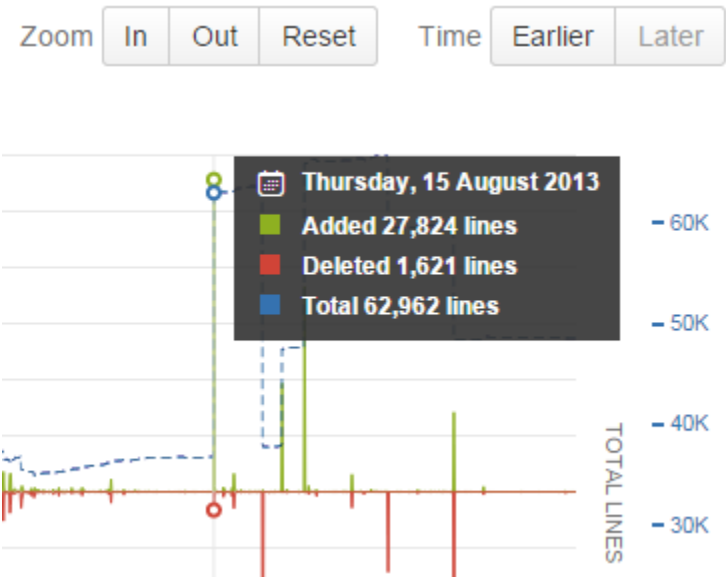 Zoom In Out Reset Time Earlier Later
Thursday, 15 August 2013
Added 27,824 lines
Deleted 1,621 lines
Total 62,962 lines
60K
50K
40K
30K
TOTAL LINES